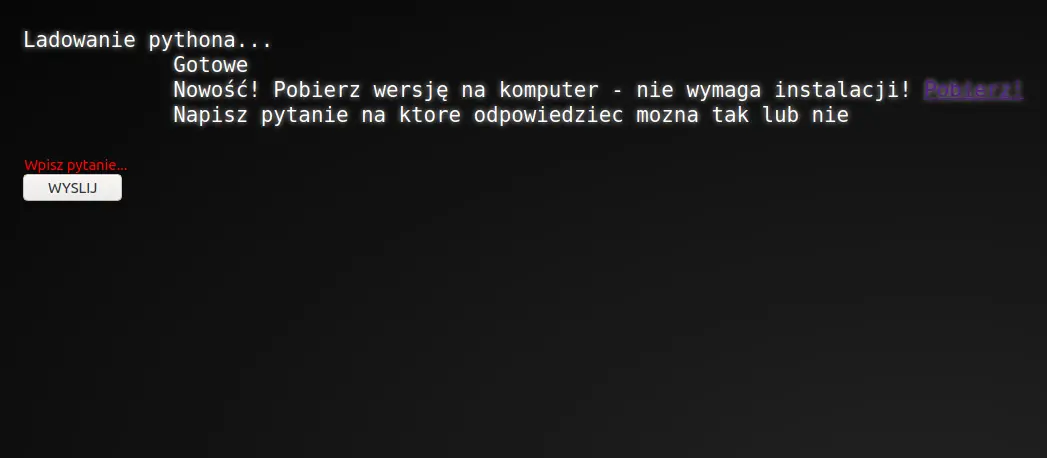 Ladowanie pythona...
Gotowe
Nowość! Pobierz wersję na komputer - nie wymaga instalacji! Pobierz!
Napisz pytanie na ktore odpowiedziec mozna tak lub nie
Wpisz pytanie...
WYSLIJ